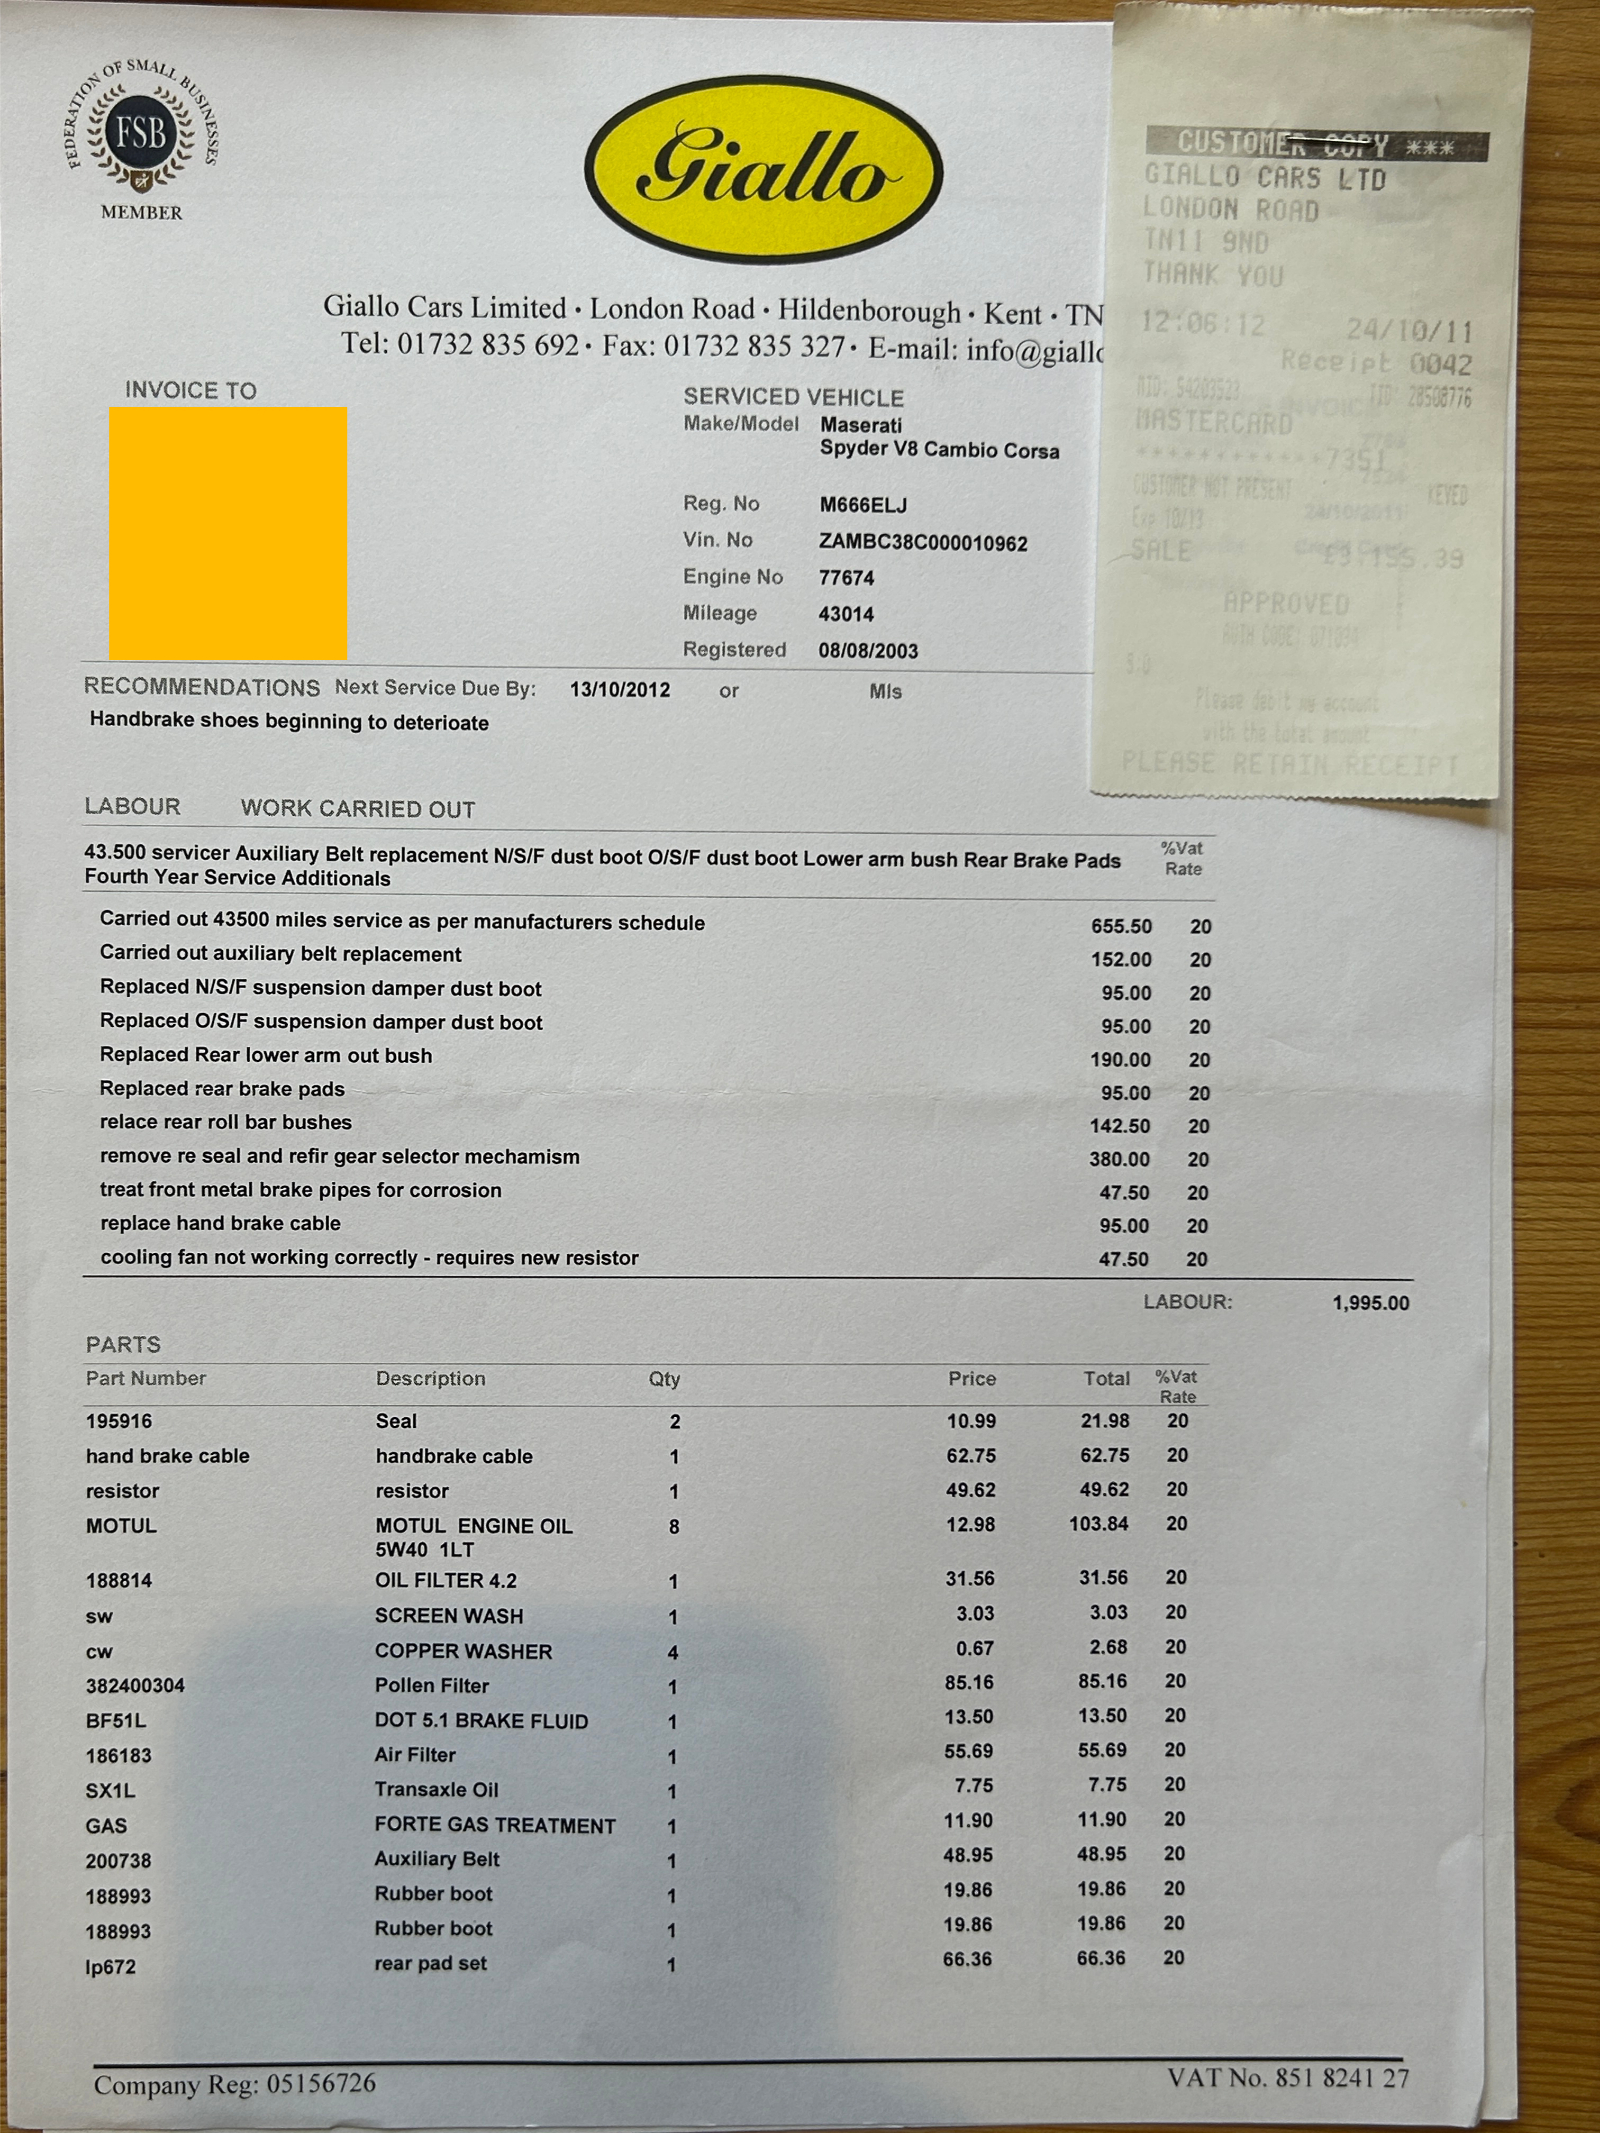 FEDERATION OF SMALL BUSINESSES
FSB
MEMBER
Giallo
Giallo Cars Limited • London Road • Hildenborough • Kent • TN
Tel: 01732 835 692 • Fax: 01732 835 327 • E-mail: info@giallo
CUSTOMER COPY ***
GIALLO CARS LTD
LONDON ROAD
TN11 9ND
THANK YOU
12:06:12 24/10/11
Receipt 0042
MASTERCARD
************7351
CUSTOMER NOT PRESENT KEYED
Exp 10/13
SALE £3,155.39
APPROVED
Please debit my account
with the total amount
PLEASE RETAIN RECEIPT
INVOICE TO
SERVICED VEHICLE
Make/Model Maserati
Spyder V8 Cambio Corsa
Reg. No M666ELJ
Vin. No ZAMBC38C000010962
Engine No 77674
Mileage 43014
Registered 08/08/2003
RECOMMENDATIONS Next Service Due By: 13/10/2012 or Mls
Handbrake shoes beginning to deterioate
LABOUR WORK CARRIED OUT
43.500 servicer Auxiliary Belt replacement N/S/F dust boot O/S/F dust boot Lower arm bush Rear Brake Pads %Vat
Fourth Year Service Additionals Rate
Carried out 43500 miles service as per manufacturers schedule 655.50 20
Carried out auxiliary belt replacement 152.00 20
Replaced N/S/F suspension damper dust boot 95.00 20
Replaced O/S/F suspension damper dust boot 95.00 20
Replaced Rear lower arm out bush 190.00 20
Replaced rear brake pads 95.00 20
relace rear roll bar bushes 142.50 20
remove re seal and refir gear selector mechamism 380.00 20
treat front metal brake pipes for corrosion 47.50 20
replace hand brake cable 95.00 20
cooling fan not working correctly - requires new resistor 47.50 20
LABOUR: 1,995.00
PARTS
Part Number Description Qty Price Total %Vat
Rate
195916 Seal 2 10.99 21.98 20
hand brake cable handbrake cable 1 62.75 62.75 20
resistor resistor 1 49.62 49.62 20
MOTUL MOTUL ENGINE OIL 8 12.98 103.84 20
5W40 1LT
188814 OIL FILTER 4.2 1 31.56 31.56 20
sw SCREEN WASH 1 3.03 3.03 20
cw COPPER WASHER 4 0.67 2.68 20
382400304 Pollen Filter 1 85.16 85.16 20
BF51L DOT 5.1 BRAKE FLUID 1 13.50 13.50 20
186183 Air Filter 1 55.69 55.69 20
SX1L Transaxle Oil 1 7.75 7.75 20
GAS FORTE GAS TREATMENT 1 11.90 11.90 20
200738 Auxiliary Belt 1 48.95 48.95 20
188993 Rubber boot 1 19.86 19.86 20
188993 Rubber boot 1 19.86 19.86 20
lp672 rear pad set 1 66.36 66.36 20
Company Reg: 05156726 VAT No. 851 8241 27